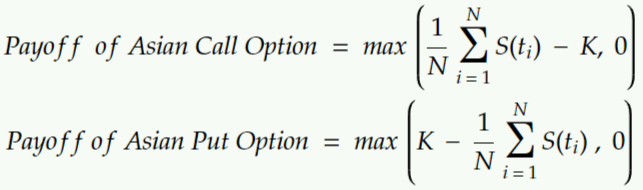 Payoff of Asian Call Option = max ( 1/N ∑_{i = 1}^{N} S(t_i) − K, 0 )
Payoff of Asian Put Option = max ( K − 1/N ∑_{i = 1}^{N} S(t_i) , 0 )